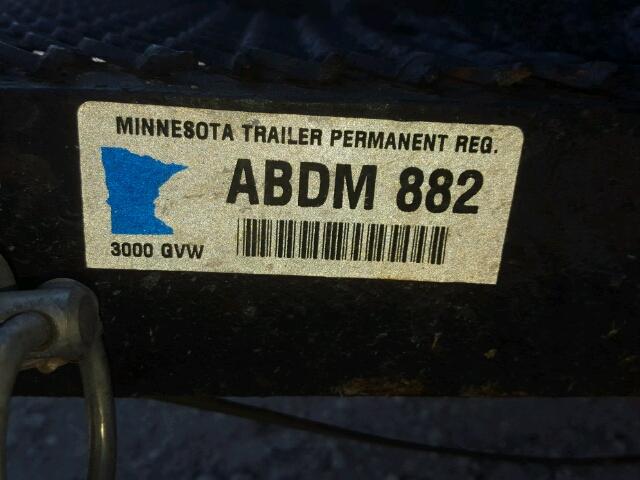 MINNESOTA TRAILER PERMANENT REG.
ABDM 882
3000 GVW